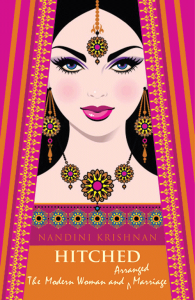 NANDINI KRISHNAN
HITCHED
Arranged
The Modern Woman and Marriage